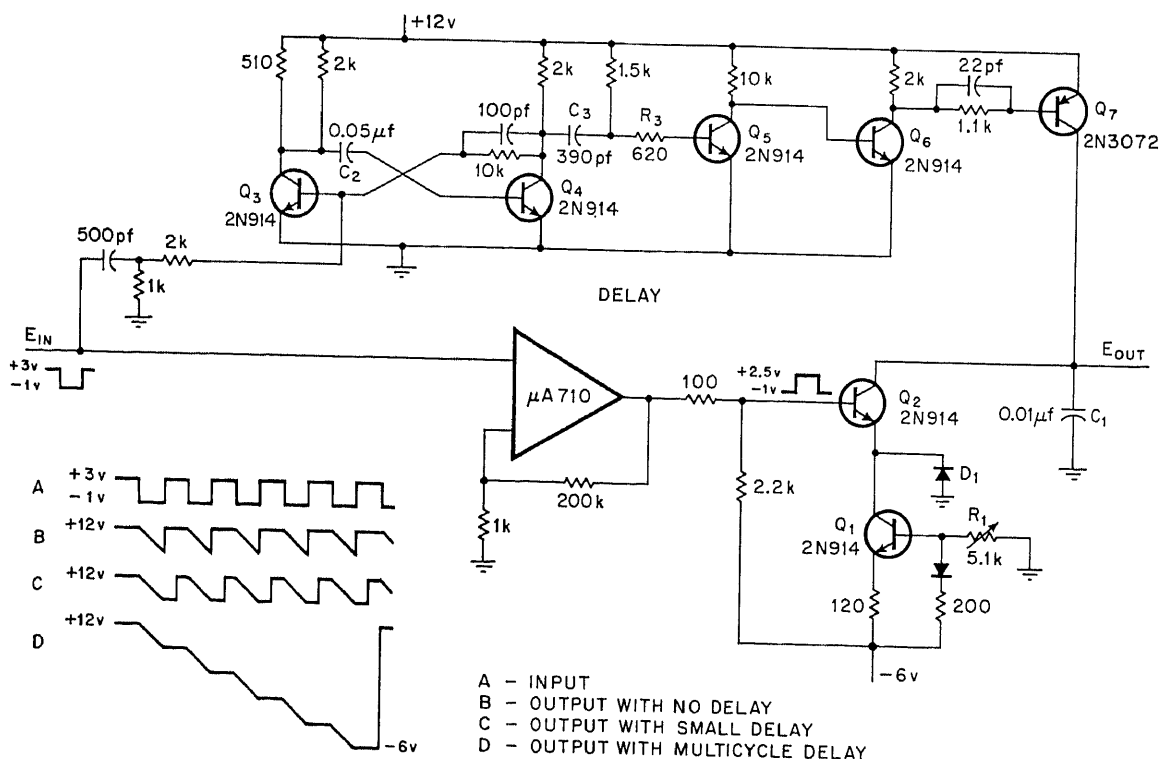 +12v
510
2k
2k
1.5k
10k
2k
22pf
1.1k
Q7
2N3072
100pf
C3
R3
0.05µf
C2
10k
390pf
620
Q5
2N914
Q6
2N914
Q3
2N914
Q4
2N914
500pf
2k
1k
DELAY
EIN
+3v
-1v
µA710
100
+2.5v
-1v
Q2
2N914
EOUT
0.01µf
C1
D1
200k
1k
2.2k
Q1
2N914
R1
5.1k
120
200
-6v
A
+3v
-1v
B
+12v
C
+12v
D
+12v
-6v
A - INPUT
B - OUTPUT WITH NO DELAY
C - OUTPUT WITH SMALL DELAY
D - OUTPUT WITH MULTICYCLE DELAY